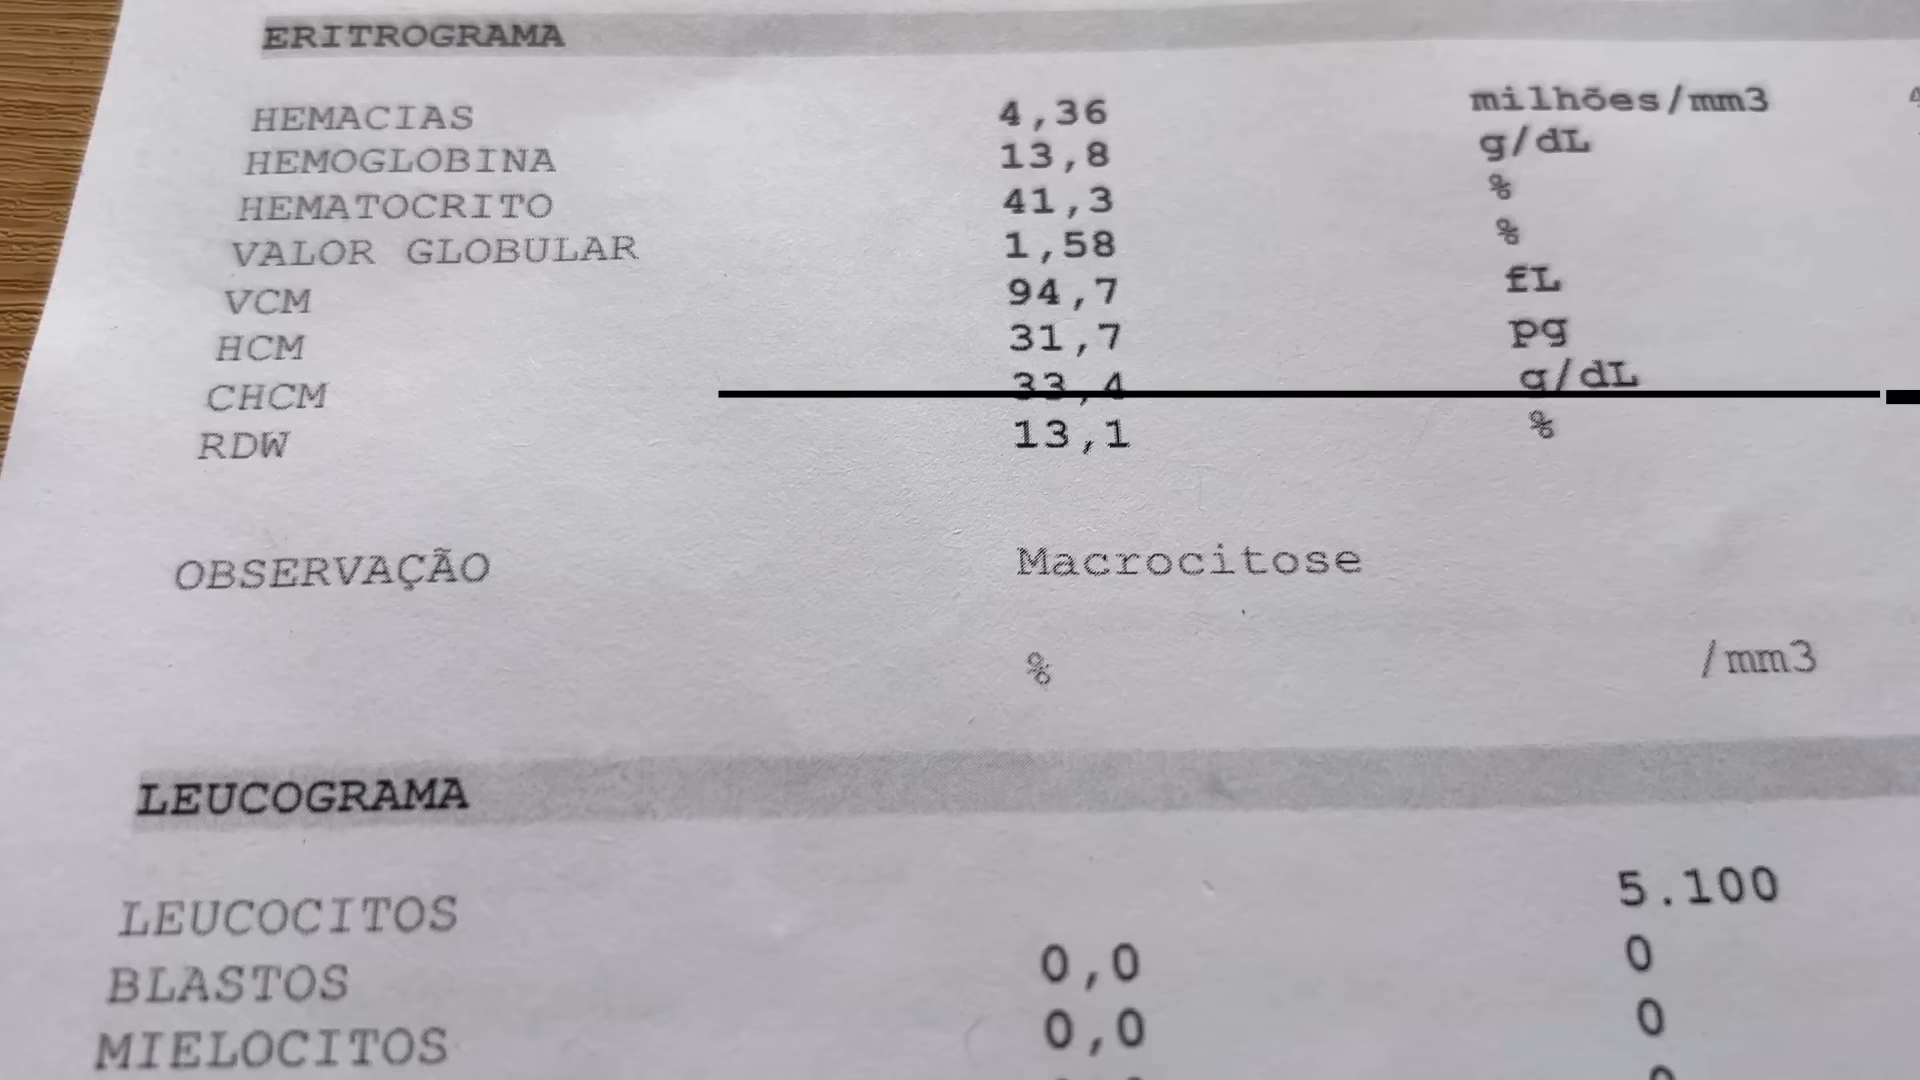 ERITROGRAMA
HEMACIAS 4,36 milhões/mm3
HEMOGLOBINA 13,8 g/dL
HEMATOCRITO 41,3 %
VALOR GLOBULAR 1,58 %
VCM 94,7 fL
HCM 31,7 pg
CHCM 33,4 g/dL
RDW 13,1 %
OBSERVAÇÃO Macrocitose
% /mm3
LEUCOGRAMA
LEUCOCITOS 5.100
BLASTOS 0,0 0
MIELOCITOS 0,0 0